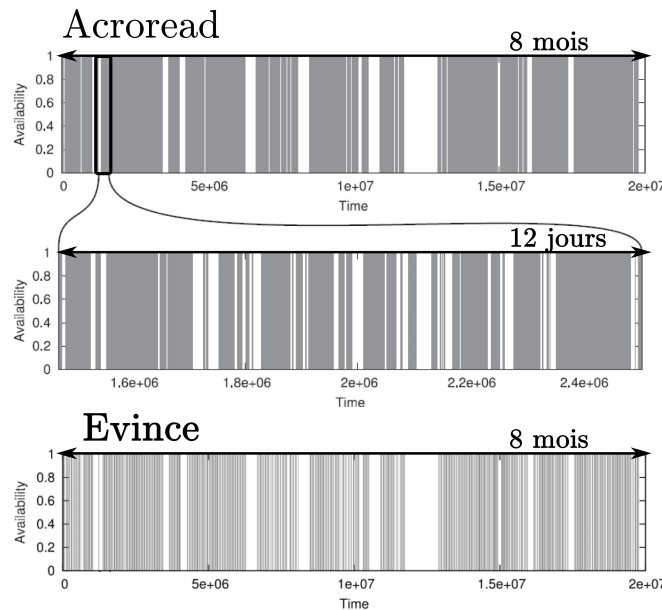 Acroread
8 mois
1
0.8
0.6
0.4
0.2
0
Availability
0 5e+06 1e+07 1.5e+07 2e+07
Time
12 jours
1
0.8
0.6
0.4
0.2
0
Availability
1.6e+06 1.8e+06 2e+06 2.2e+06 2.4e+06
Time
Evince
8 mois
1
0.8
0.6
0.4
0.2
0
Availability
0 5e+06 1e+07 1.5e+07 2e+07
Time